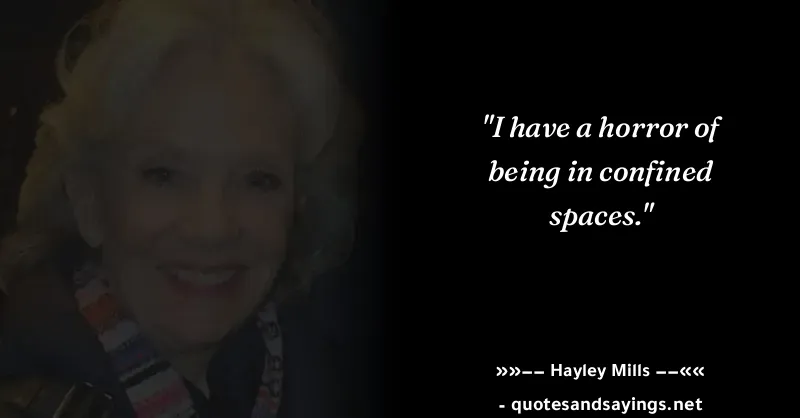 "I have a horror of
being in confined
spaces."
»»–– Hayley Mills ––««
- quotesandsayings.net